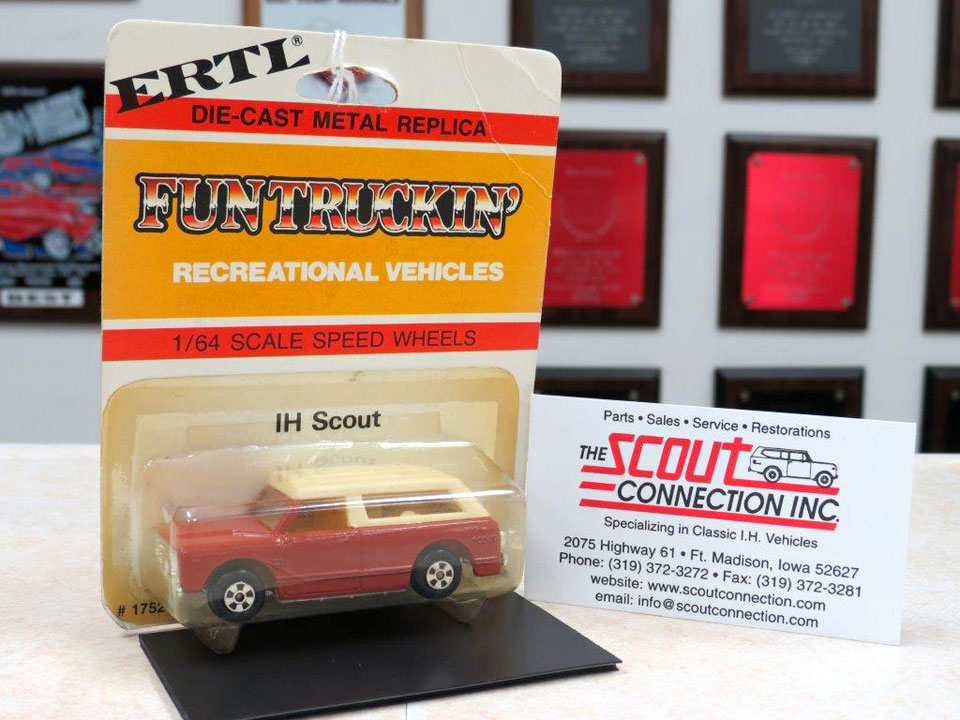 ERTL®
DIE-CAST METAL REPLICA
FUN TRUCKIN'
RECREATIONAL VEHICLES
1/64 SCALE SPEED WHEELS
IH Scout
# 1752
Parts • Sales • Service • Restorations
THE SCOUT
CONNECTION INC.
Specializing in Classic I.H. Vehicles
2075 Highway 61 • Ft. Madison, Iowa 52627
Phone: (319) 372-3272 • Fax: (319) 372-3281
website: www.scoutconnection.com
email: info@scoutconnection.com
BEST